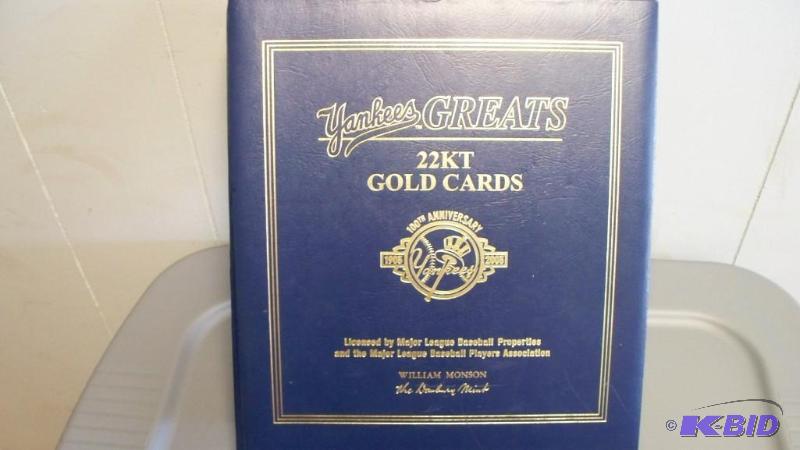 Yankees™ GREATS
22KT
GOLD CARDS
100TH ANNIVERSARY
1903 2003
Yankees
Licensed by Major League Baseball Properties
and the Major League Baseball Players Association
WILLIAM MONSON
The Danbury Mint
© K-BID